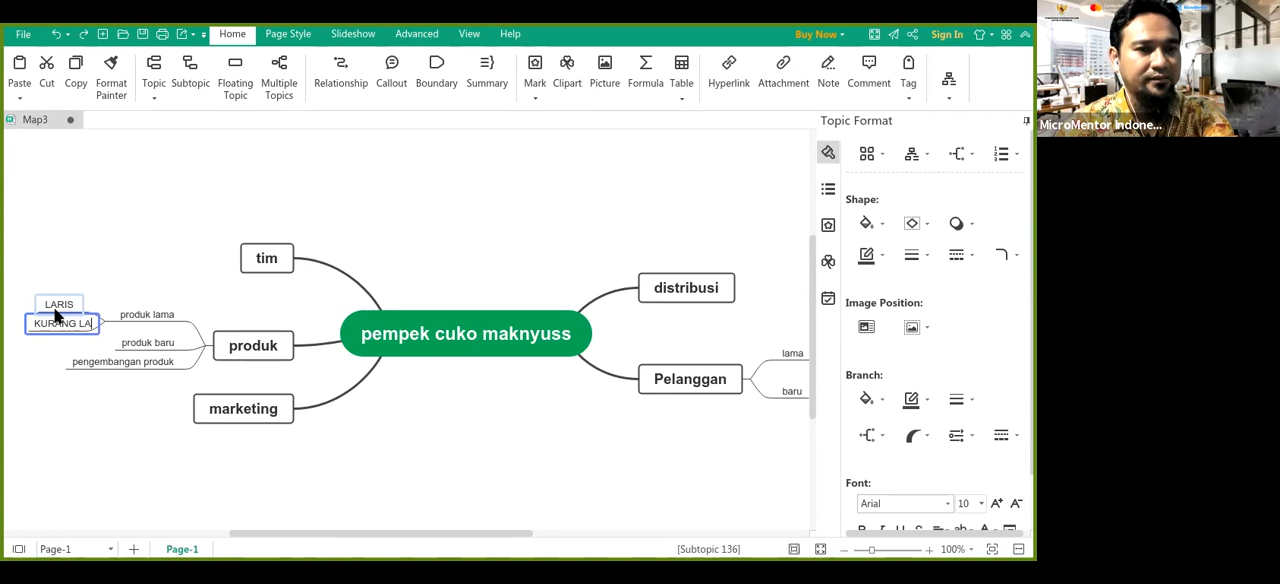 File Home Page Style Slideshow Advanced View Help Buy Now Sign In
Paste Cut Copy Format Painter Topic Subtopic Floating Topic Multiple Topics Relationship Callout Boundary Summary Mark Clipart Picture Formula Table Hyperlink Attachment Note Comment Tag
MicroMentor Indone...
Map3
Topic Format
Shape:
tim
distribusi
LARIS
produk lama
KURANG LA
pempek cuko maknyuss
produk baru
produk
pengembangan produk
lama
Pelanggan
baru
marketing
Image Position:
Branch:
Font:
Arial 10 A+ A-
Page-1 Page-1 [Subtopic 136] 100%